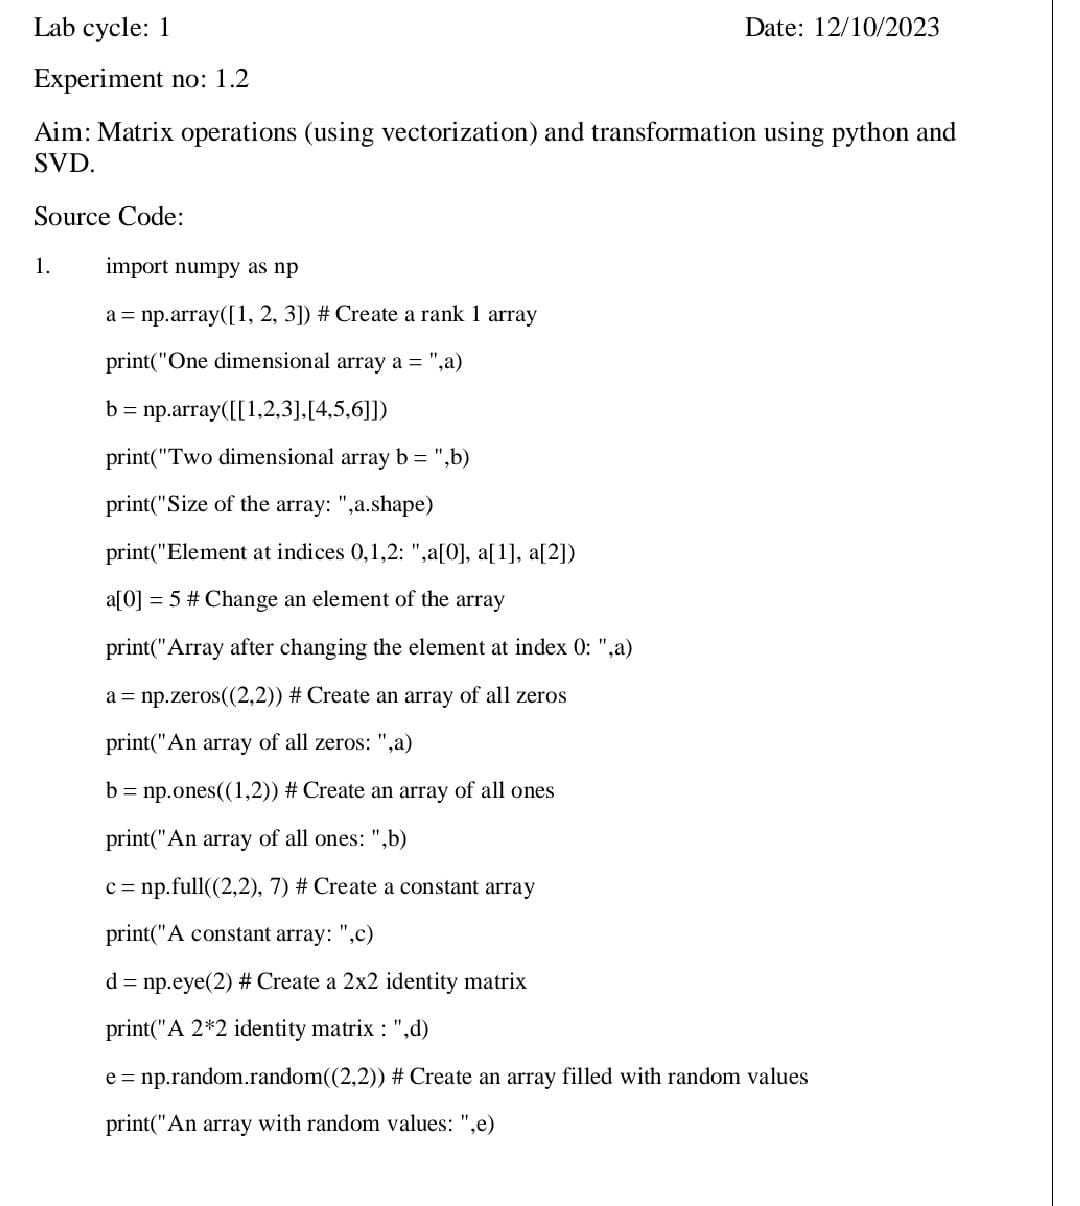 Lab cycle: 1 Date: 12/10/2023
Experiment no: 1.2
Aim: Matrix operations (using vectorization) and transformation using python and
SVD.
Source Code:
1. import numpy as np
a = np.array([1, 2, 3]) # Create a rank 1 array
print("One dimensional array a = ",a)
b = np.array([[1,2,3],[4,5,6]])
print("Two dimensional array b = ",b)
print("Size of the array: ",a.shape)
print("Element at indices 0,1,2: ",a[0], a[1], a[2])
a[0] = 5 # Change an element of the array
print("Array after changing the element at index 0: ",a)
a = np.zeros((2,2)) # Create an array of all zeros
print("An array of all zeros: ",a)
b = np.ones((1,2)) # Create an array of all ones
print("An array of all ones: ",b)
c = np.full((2,2), 7) # Create a constant array
print("A constant array: ",c)
d = np.eye(2) # Create a 2x2 identity matrix
print("A 2*2 identity matrix : ",d)
e = np.random.random((2,2)) # Create an array filled with random values
print("An array with random values: ",e)